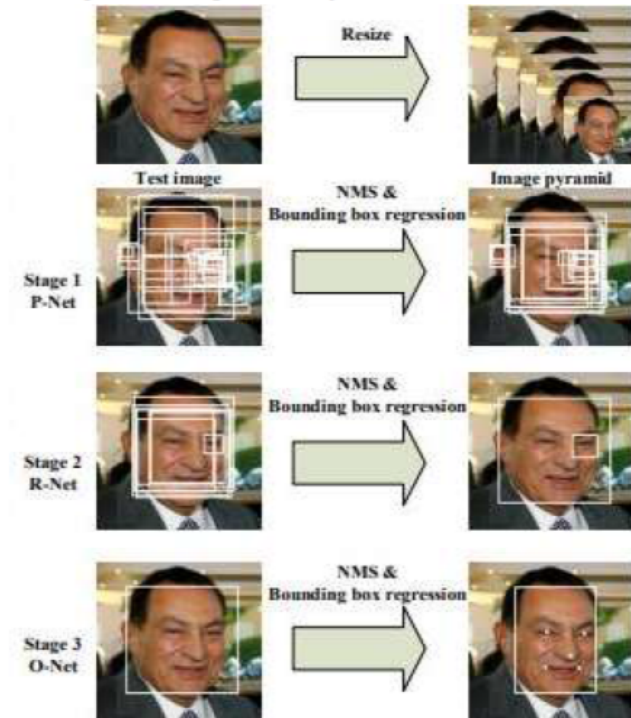 Resize
Test image
Image pyramid
NMS &
Bounding box regression
Stage 1
P-Net
NMS &
Bounding box regression
Stage 2
R-Net
NMS &
Bounding box regression
Stage 3
O-Net